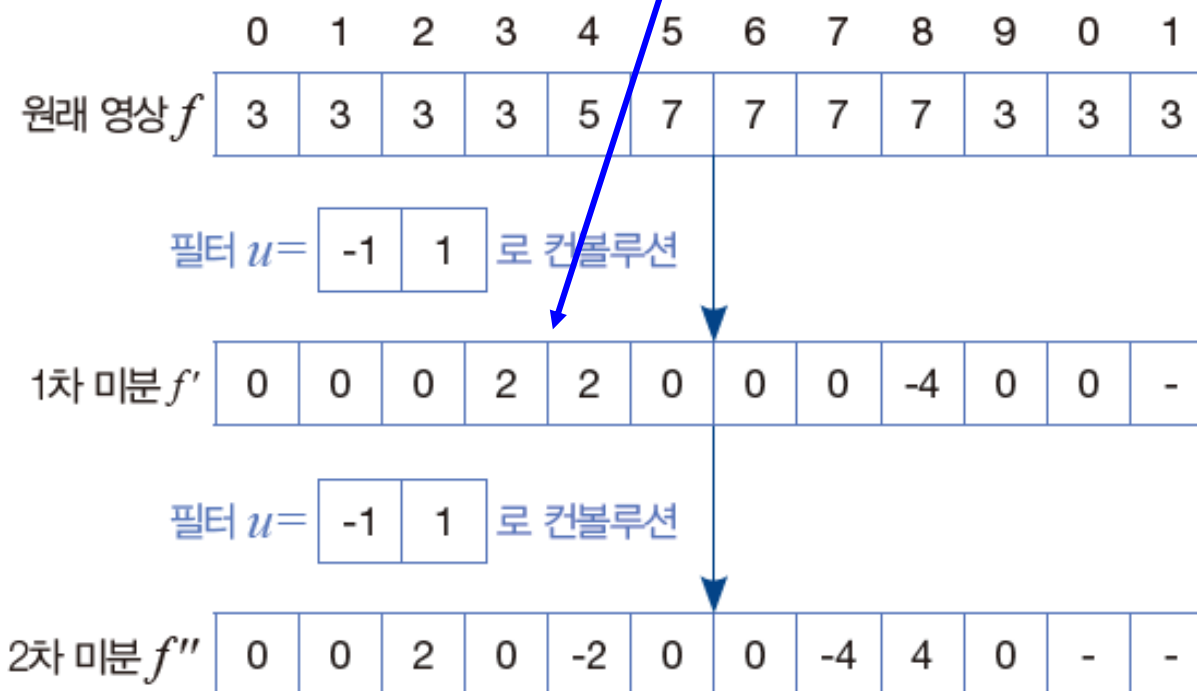 0 1 2 3 4 5 6 7 8 9 0 1
원래 영상 f 3 3 3 3 5 7 7 7 7 3 3 3
필터 u= -1 1 로 컨볼루션
1차 미분 f′ 0 0 0 2 2 0 0 0 -4 0 0 -
필터 u= -1 1 로 컨볼루션
2차 미분 f″ 0 0 2 0 -2 0 0 -4 4 0 - -